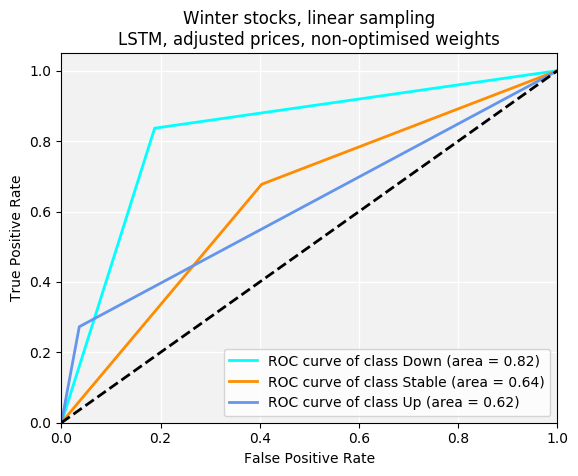 Winter stocks, linear sampling
LSTM, adjusted prices, non-optimised weights
True Positive Rate
1.0
0.8
0.6
0.4
0.2
0.0
ROC curve of class Down (area = 0.82)
ROC curve of class Stable (area = 0.64)
ROC curve of class Up (area = 0.62)
0.0 0.2 0.4 0.6 0.8 1.0
False Positive Rate